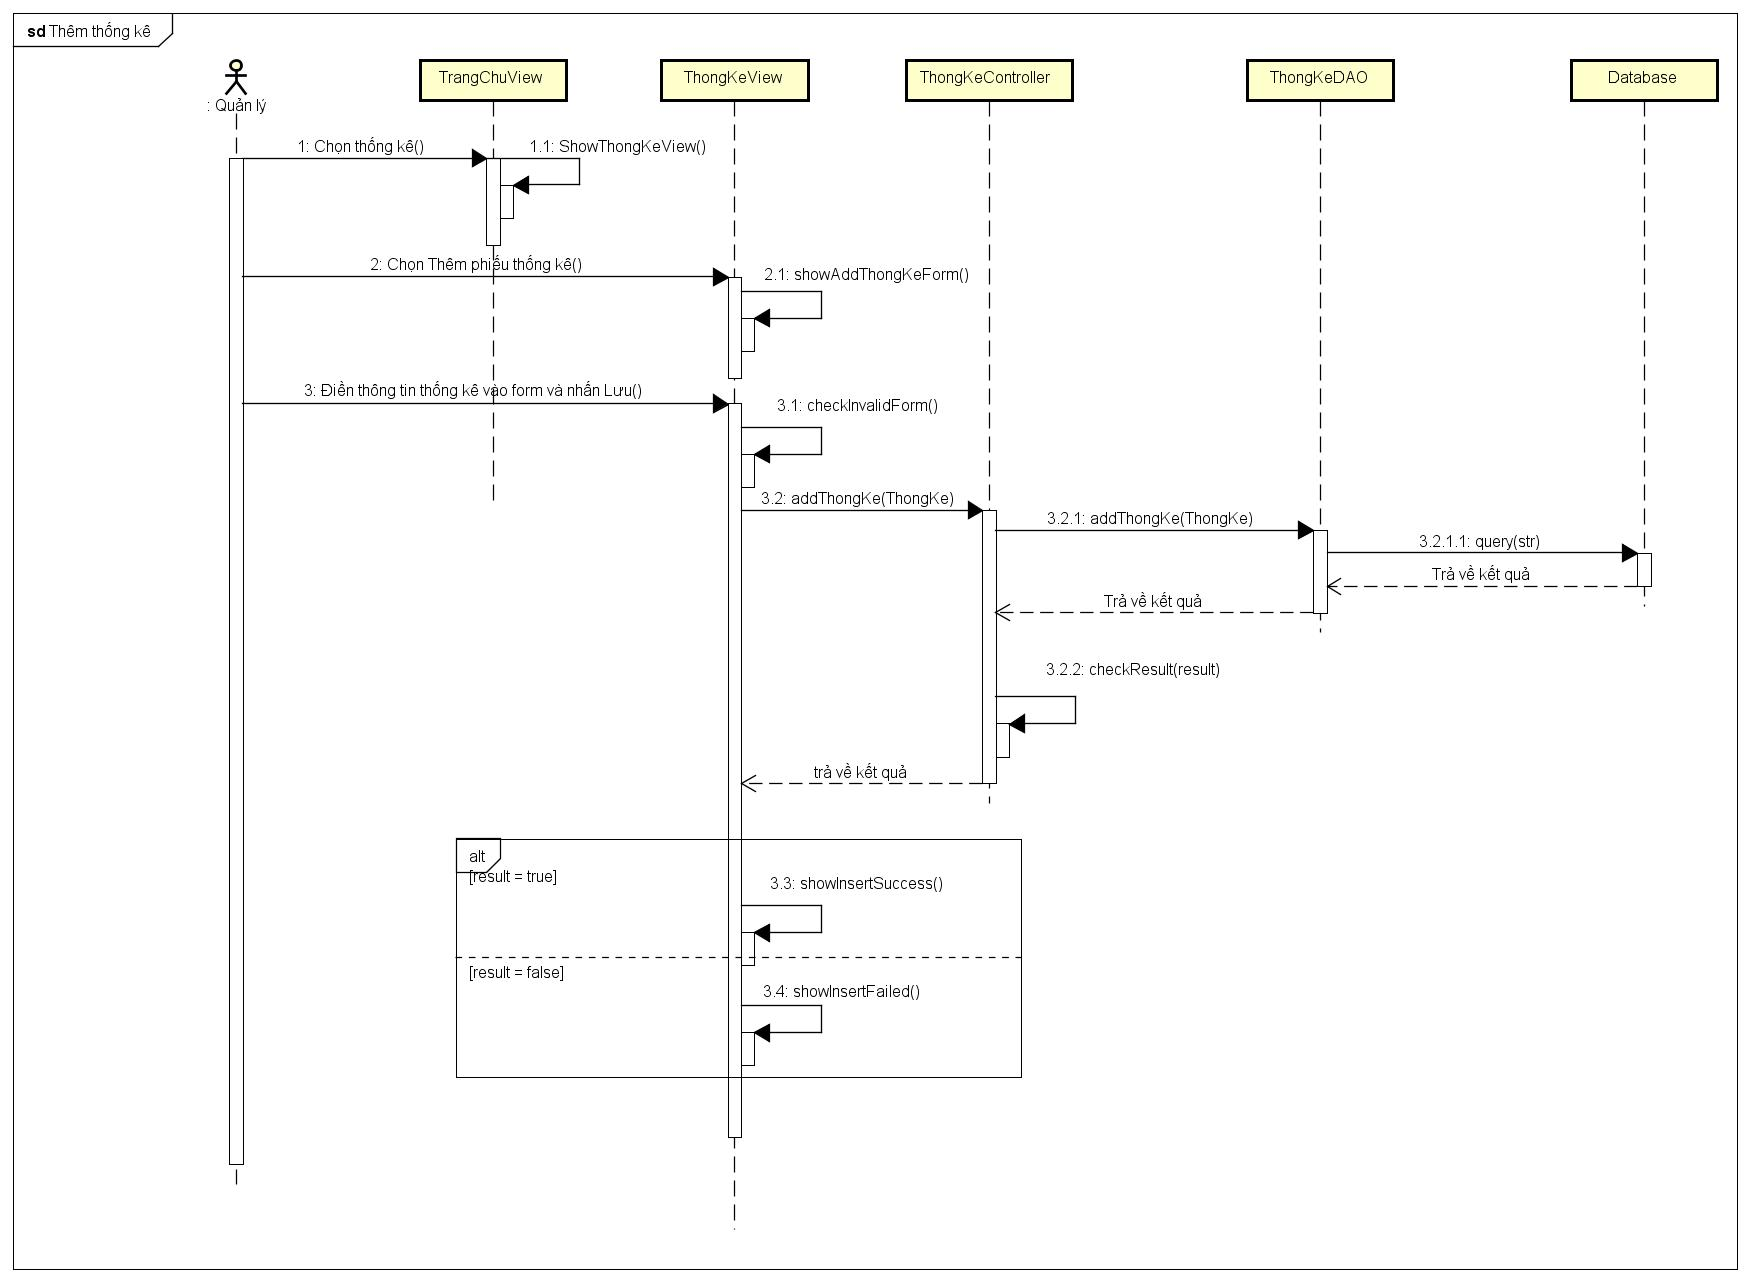 sd Thêm thống kê
: Quản lý
TrangChuView
ThongKeView
ThongKeController
ThongKeDAO
Database
1: Chọn thống kê()
1.1: ShowThongKeView()
2: Chọn Thêm phiếu thống kê()
2.1: showAddThongKeForm()
3: Điền thông tin thống kê vào form và nhấn Lưu()
3.1: checkInvalidForm()
3.2: addThongKe(ThongKe)
3.2.1: addThongKe(ThongKe)
3.2.1.1: query(str)
Trả về kết quả
Trả về kết quả
3.2.2: checkResult(result)
trả về kết quả
alt
[result = true]
3.3: showInsertSuccess()
[result = false]
3.4: showInsertFailed()